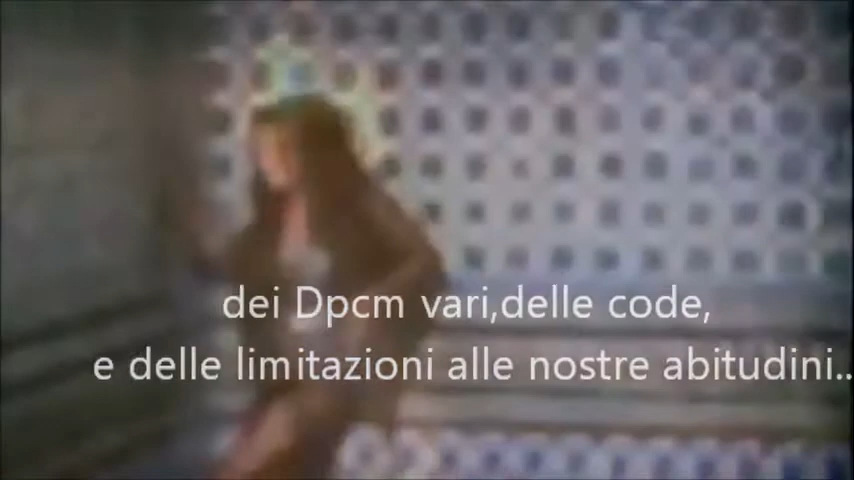 dei Dpcm vari,delle code,
e delle limitazioni alle nostre abitudini..